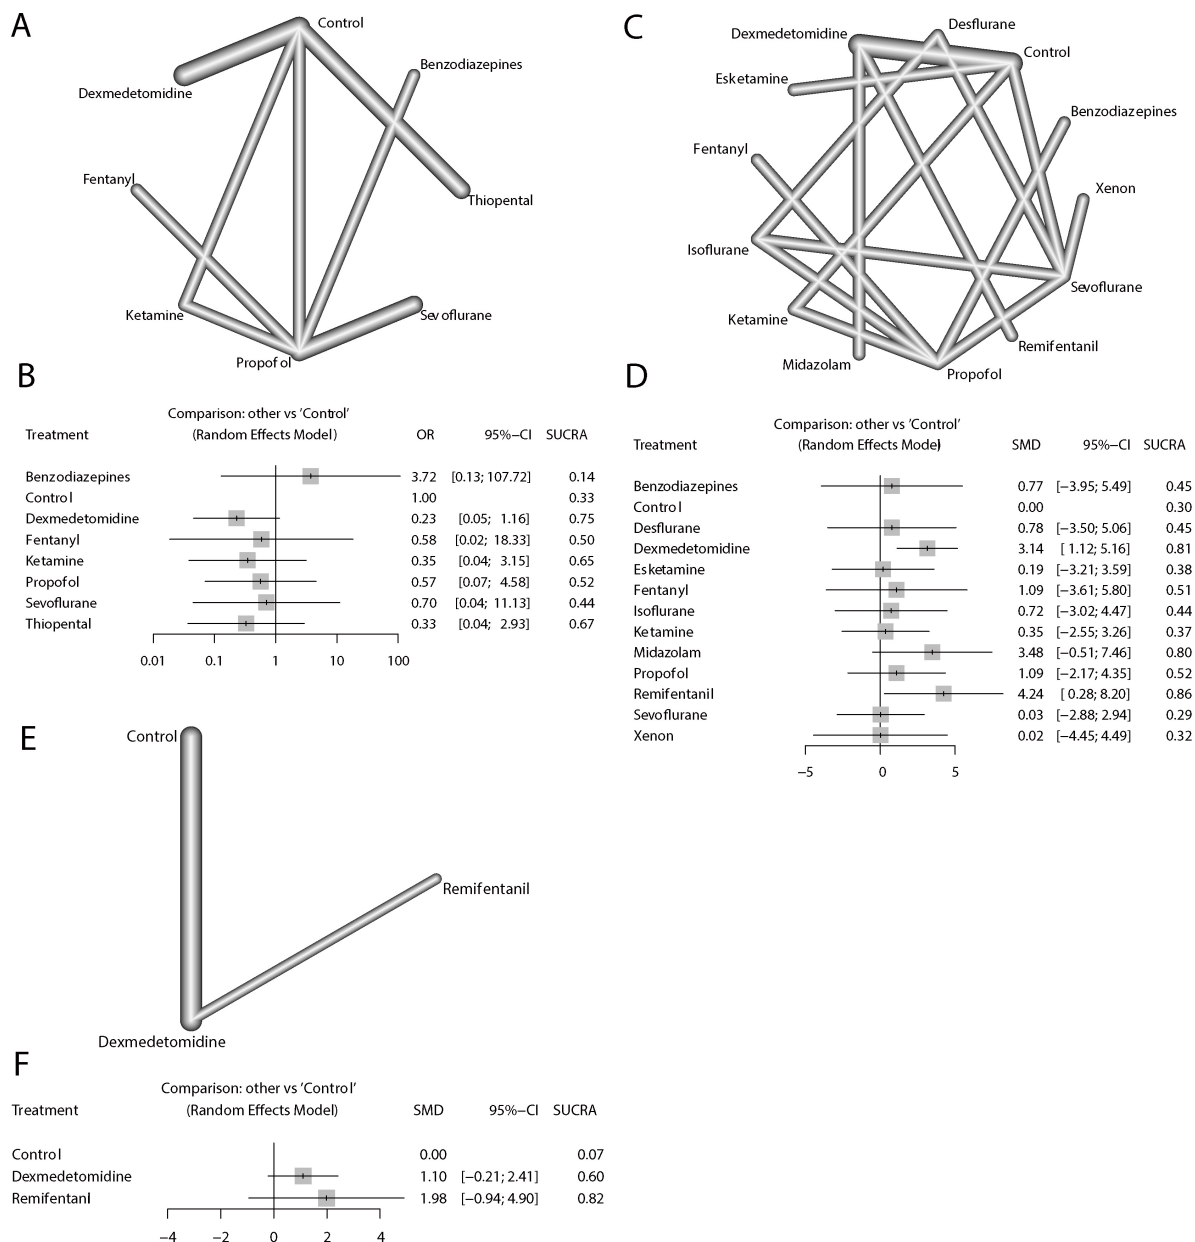 A
Control
Benzodiazepines
Dexmedetomidine
Fentanyl
Thiopental
Ketamine
Sevoflurane
Propofol
B
Comparison: other vs 'Control'
Treatment (Random Effects Model) OR 95%−CI SUCRA
Benzodiazepines 3.72 [0.13; 107.72] 0.14
Control 1.00 0.33
Dexmedetomidine 0.23 [0.05; 1.16] 0.75
Fentanyl 0.58 [0.02; 18.33] 0.50
Ketamine 0.35 [0.04; 3.15] 0.65
Propofol 0.57 [0.07; 4.58] 0.52
Sevoflurane 0.70 [0.04; 11.13] 0.44
Thiopental 0.33 [0.04; 2.93] 0.67
0.01 0.1 1 10 100
C
Desflurane
Dexmedetomidine
Control
Esketamine
Benzodiazepines
Fentanyl
Xenon
Isoflurane
Sevoflurane
Ketamine
Remifentanil
Midazolam
Propofol
D
Comparison: other vs 'Control'
Treatment (Random Effects Model) SMD 95%−CI SUCRA
Benzodiazepines 0.77 [−3.95; 5.49] 0.45
Control 0.00 0.30
Desflurane 0.78 [−3.50; 5.06] 0.45
Dexmedetomidine 3.14 [ 1.12; 5.16] 0.81
Esketamine 0.19 [−3.21; 3.59] 0.38
Fentanyl 1.09 [−3.61; 5.80] 0.51
Isoflurane 0.72 [−3.02; 4.47] 0.44
Ketamine 0.35 [−2.55; 3.26] 0.37
Midazolam 3.48 [−0.51; 7.46] 0.80
Propofol 1.09 [−2.17; 4.35] 0.52
Remifentanil 4.24 [ 0.28; 8.20] 0.86
Sevoflurane 0.03 [−2.88; 2.94] 0.29
Xenon 0.02 [−4.45; 4.49] 0.32
−5 0 5
E
Control
Remifentanil
Dexmedetomidine
F
Comparison: other vs 'Control'
Treatment (Random Effects Model) SMD 95%−CI SUCRA
Control 0.00 0.07
Dexmedetomidine 1.10 [−0.21; 2.41] 0.60
Remifentanl 1.98 [−0.94; 4.90] 0.82
−4 −2 0 2 4